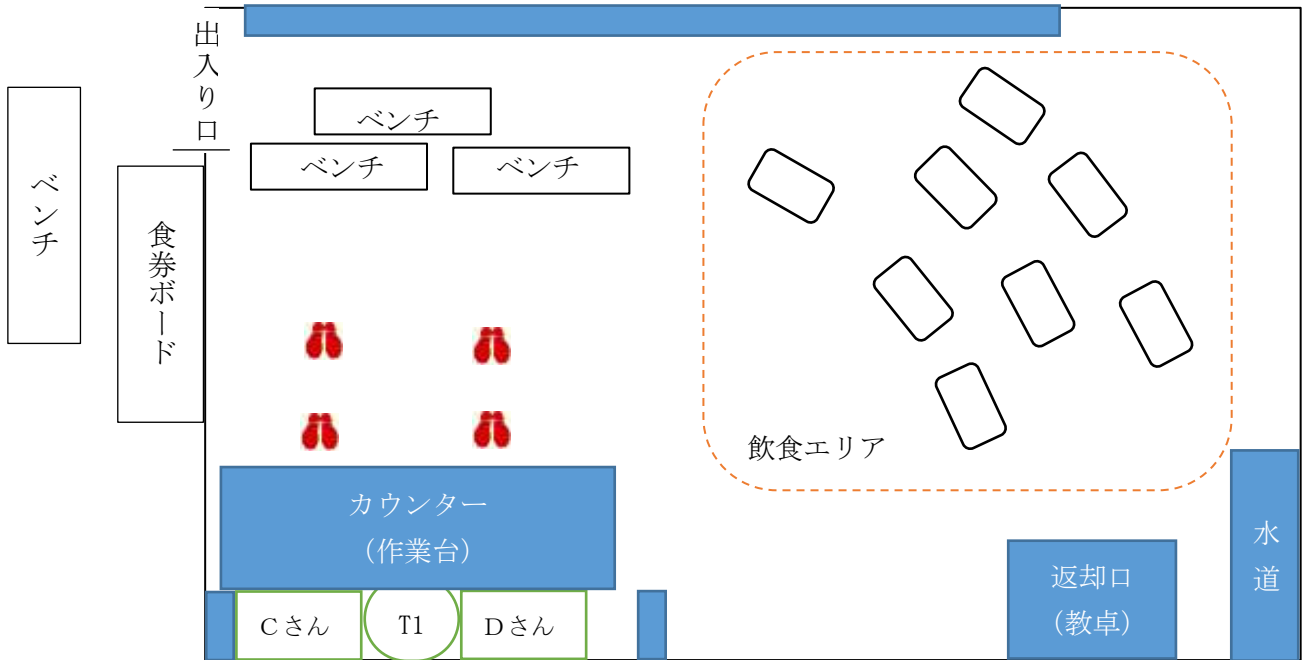 出入り口
ベンチ
食券ボード
ベンチ
ベンチ
ベンチ
飲食エリア
カウンター
（作業台）
Ｃさん
T1
Ｄさん
返却口
（教卓）
水道